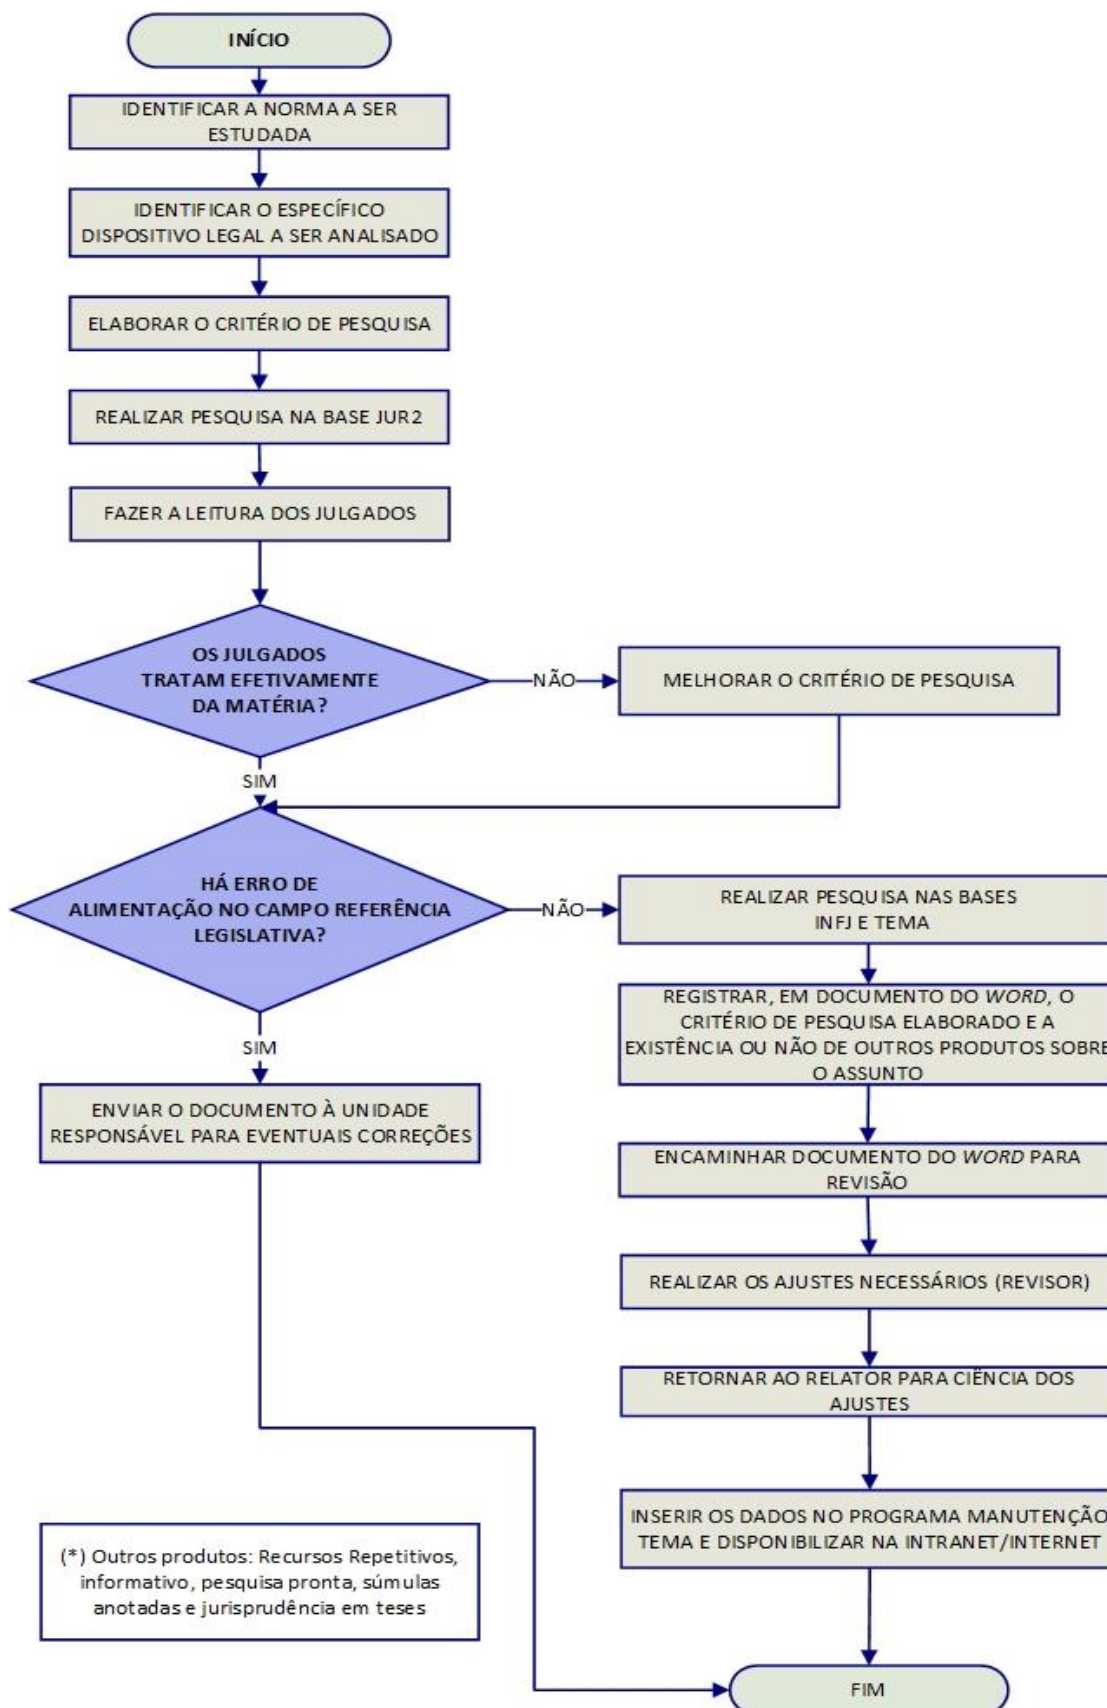 INÍCIO
IDENTIFICAR A NORMA A SER
ESTUDADA
IDENTIFICAR O ESPECÍFICO
DISPOSITIVO LEGAL A SER ANALISADO
ELABORAR O CRITÉRIO DE PESQUISA
REALIZAR PESQUISA NA BASE JUR2
FAZER A LEITURA DOS JULGADOS
OS JULGADOS
TRATAM EFETIVAMENTE
DA MATÉRIA?
NÃO
MELHORAR O CRITÉRIO DE PESQUISA
SIM
HÁ ERRO DE
ALIMENTAÇÃO NO CAMPO REFERÊNCIA
LEGISLATIVA?
NÃO
REALIZAR PESQUISA NAS BASES
INFJ E TEMA
REGISTRAR, EM DOCUMENTO DO WORD, O
CRITÉRIO DE PESQUISA ELABORADO E A
EXISTÊNCIA OU NÃO DE OUTROS PRODUTOS SOBRE
O ASSUNTO
SIM
ENVIAR O DOCUMENTO À UNIDADE
RESPONSÁVEL PARA EVENTUAIS CORREÇÕES
ENCAMINHAR DOCUMENTO DO WORD PARA
REVISÃO
REALIZAR OS AJUSTES NECESSÁRIOS (REVISOR)
RETORNAR AO RELATOR PARA CIÊNCIA DOS
AJUSTES
INSERIR OS DADOS NO PROGRAMA MANUTENÇÃO
TEMA E DISPONIBILIZAR NA INTRANET/INTERNET
(*) Outros produtos: Recursos Repetitivos,
informativo, pesquisa pronta, súmulas
anotadas e jurisprudência em teses
FIM